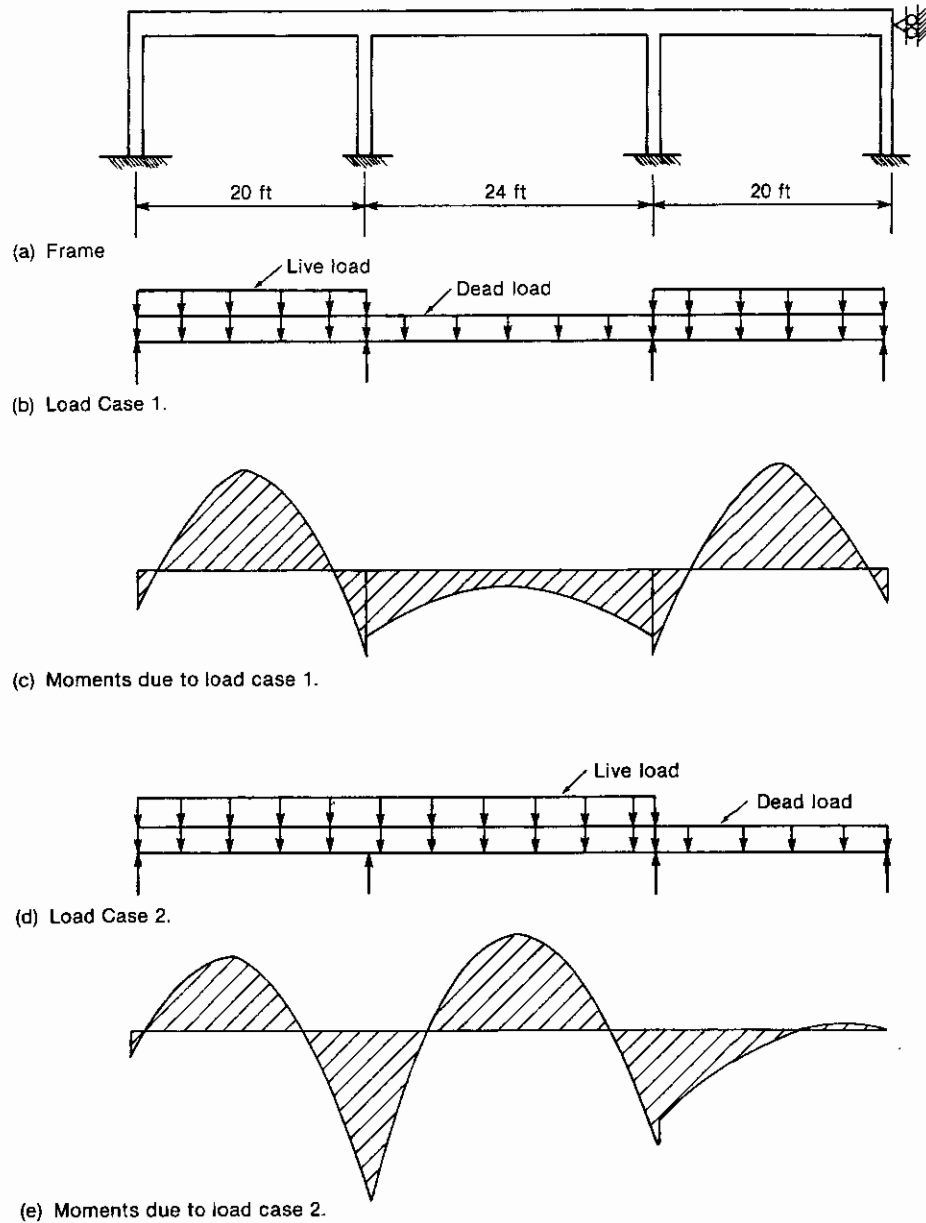 20 ft 24 ft 20 ft
(a) Frame
Live load
Dead load
(b) Load Case 1.
(c) Moments due to load case 1.
Live load
Dead load
(d) Load Case 2.
(e) Moments due to load case 2.